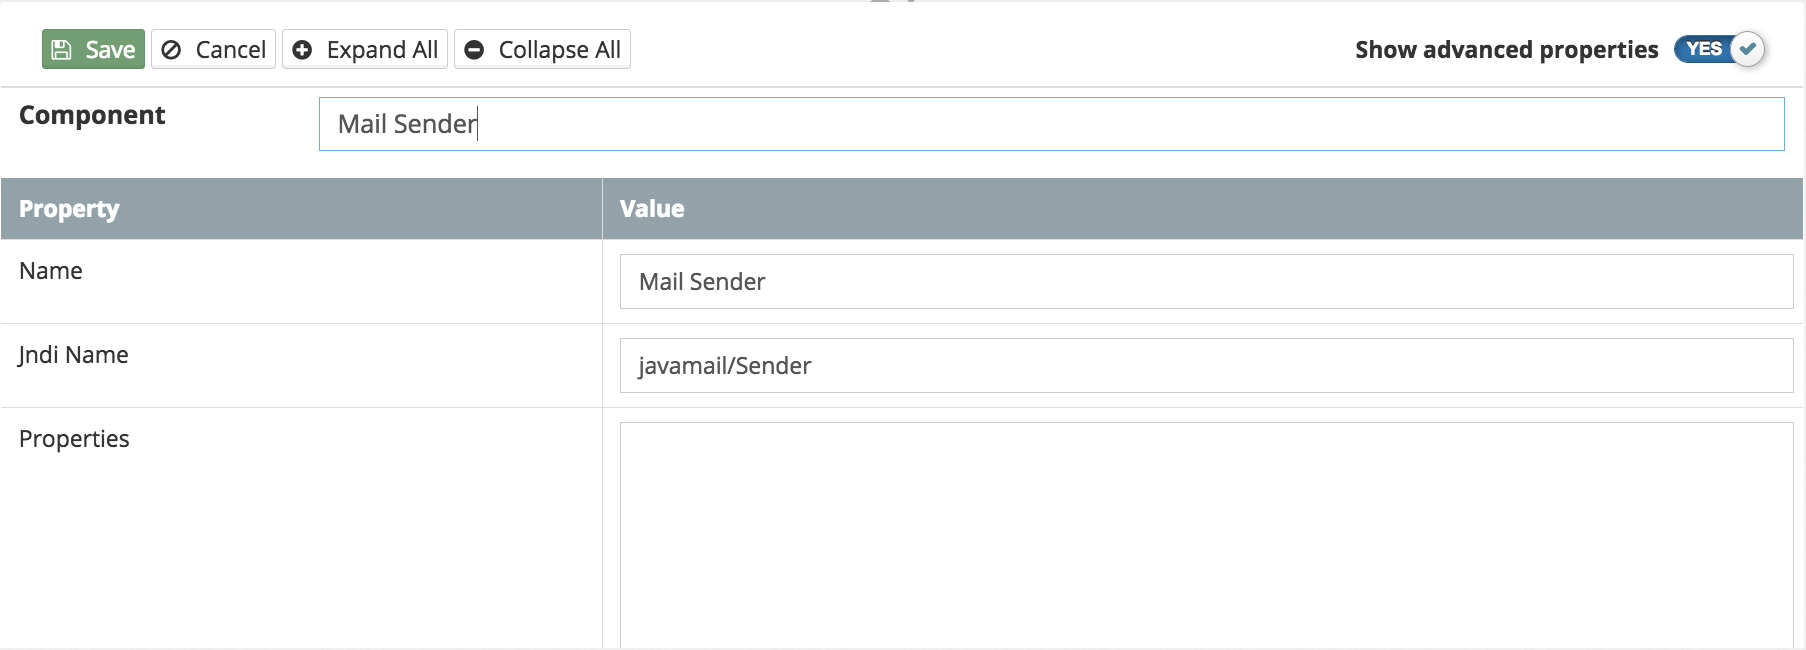 Save Cancel Expand All Collapse All Show advanced properties YES
Component Mail Sender
Property Value
Name Mail Sender
Jndi Name javamail/Sender
Properties